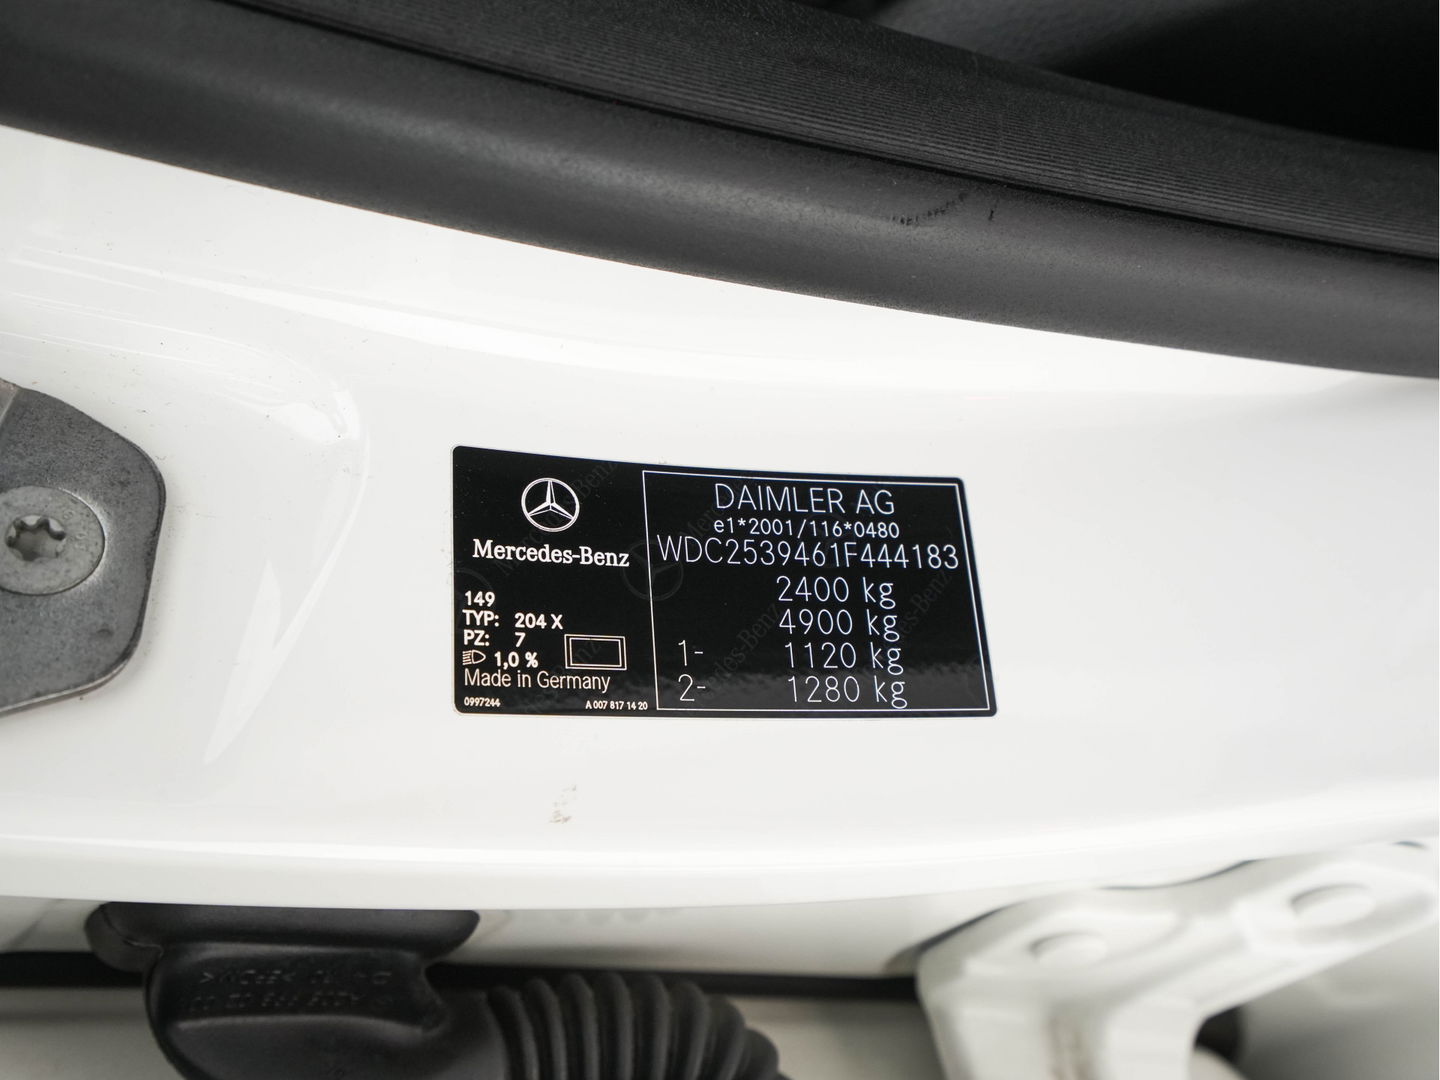 Mercedes-Benz
149
TYP: 204 X
PZ: 7
1,0 %
Made in Germany
0997244 A 007 817 14 20
DAIMLER AG
e1*2001/116*0480
WDC2539461F444183
2400 kg
4900 kg
1- 1120 kg
2- 1280 kg